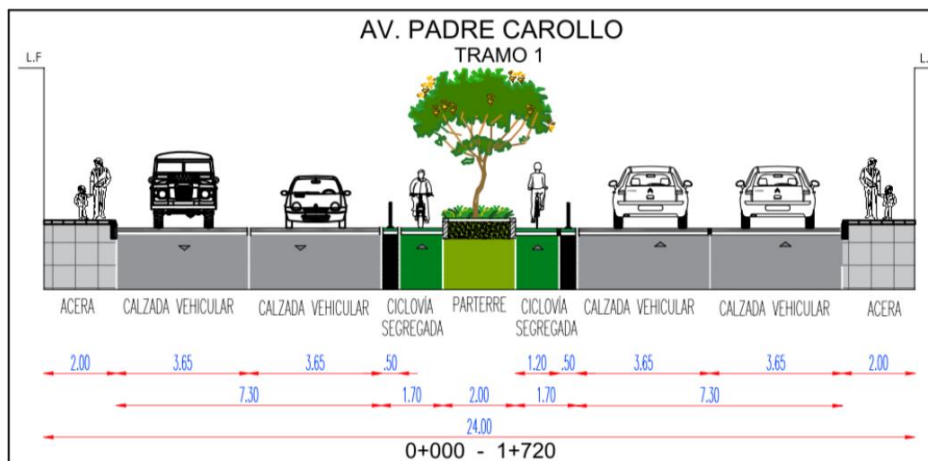 AV. PADRE CAROLLO
TRAMO 1
L.F
L.
ACERA
CALZADA VEHICULAR
CALZADA VEHICULAR
CICLOVÍA
SEGREGADA
PARTERRE
CICLOVÍA
SEGREGADA
CALZADA VEHICULAR
CALZADA VEHICULAR
ACERA
2.00 3.65 3.65 .50 1.20 .50 3.65 3.65 2.00
7.30 1.70 2.00 1.70 7.30
24.00
0+000 - 1+720